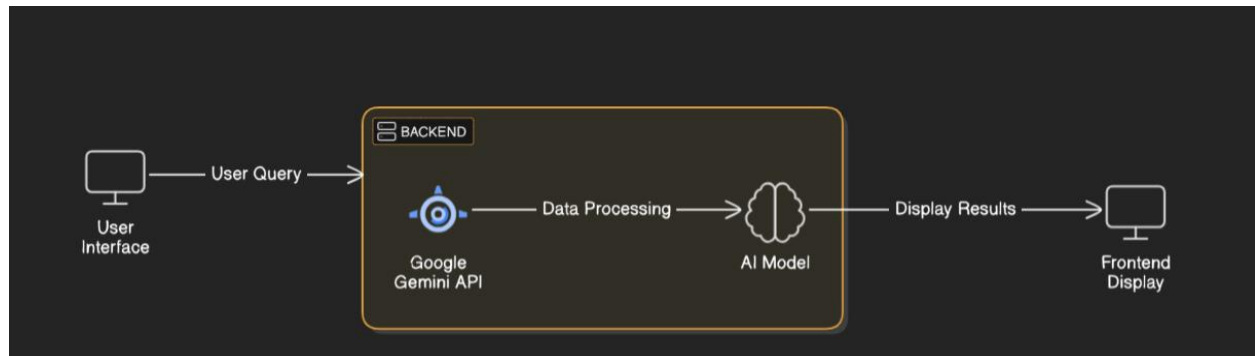 BACKEND
User Query
User
Interface
Data Processing
Google
Gemini API
AI Model
Display Results
Frontend
Display